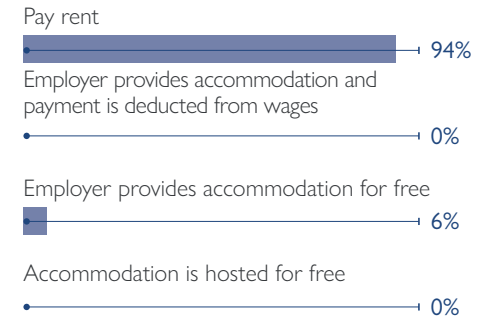 Pay rent
94%
Employer provides accommodation and
payment is deducted from wages
0%
Employer provides accommodation for free
6%
Accommodation is hosted for free
0%